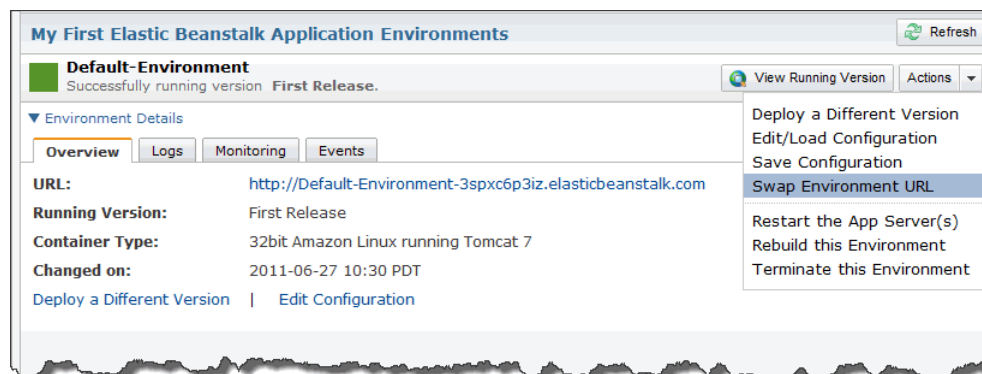 My First Elastic Beanstalk Application Environments
Refresh
Default-Environment
Successfully running version First Release.
View Running Version
Actions
Environment Details
Overview
Logs
Monitoring
Events
URL: http://Default-Environment-3spxc6p3iz.elasticbeanstalk.com
Running Version: First Release
Container Type: 32bit Amazon Linux running Tomcat 7
Changed on: 2011-06-27 10:30 PDT
Deploy a Different Version | Edit Configuration
Deploy a Different Version
Edit/Load Configuration
Save Configuration
Swap Environment URL
Restart the App Server(s)
Rebuild this Environment
Terminate this Environment